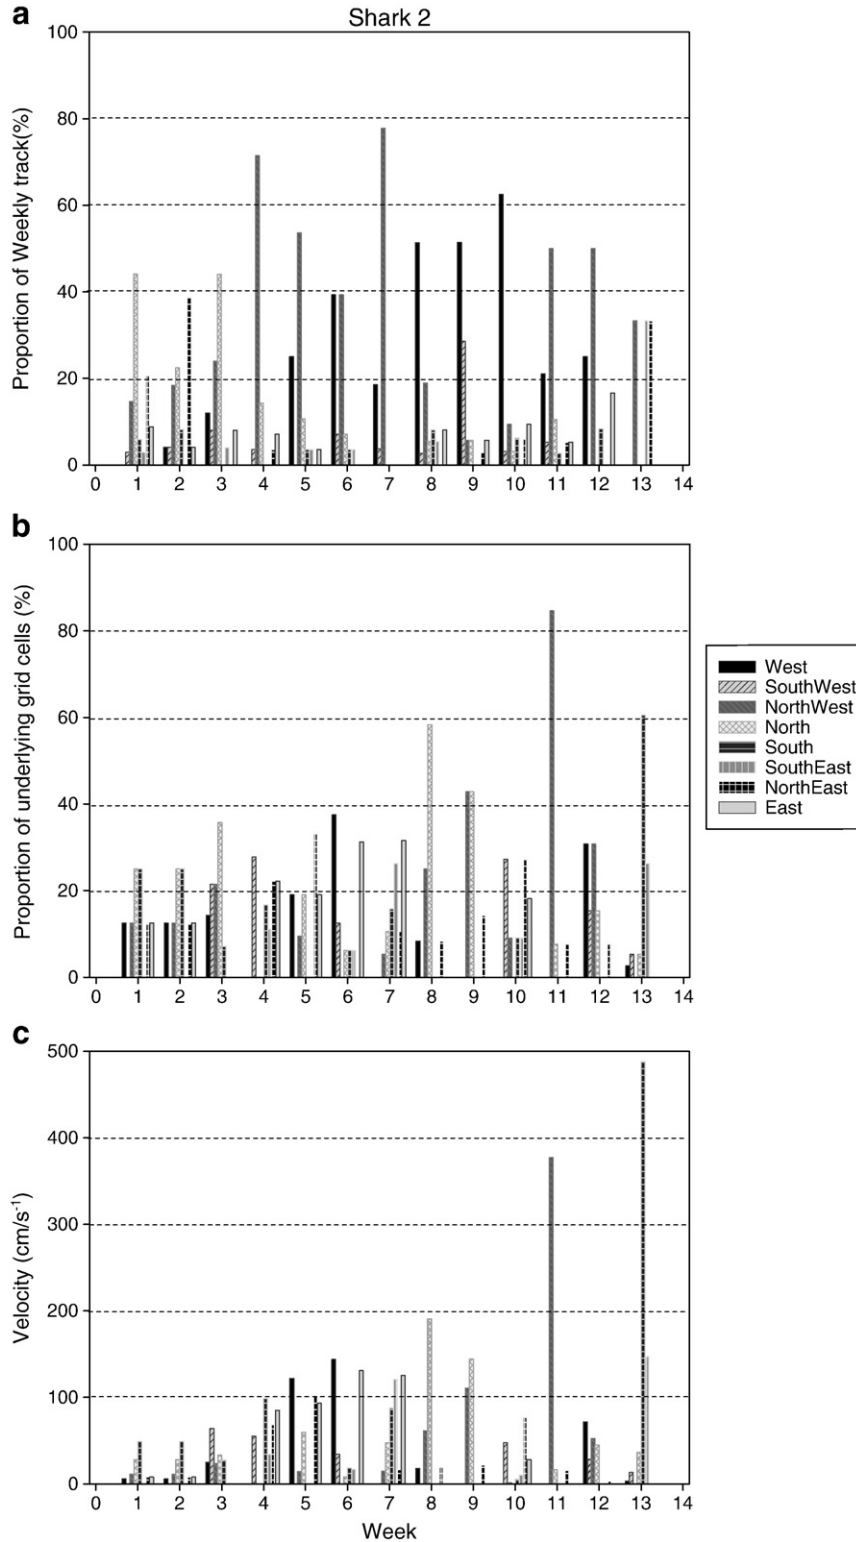 a
Shark 2
Proportion of Weekly track(%)
100
80
60
40
20
0
0 1 2 3 4 5 6 7 8 9 10 11 12 13 14
b
Proportion of underlying grid cells (%)
100
80
60
40
20
0
0 1 2 3 4 5 6 7 8 9 10 11 12 13 14
West
SouthWest
NorthWest
North
South
SouthEast
NorthEast
East
c
Velocity (cm/s⁻¹)
500
400
300
200
100
0
0 1 2 3 4 5 6 7 8 9 10 11 12 13 14
Week